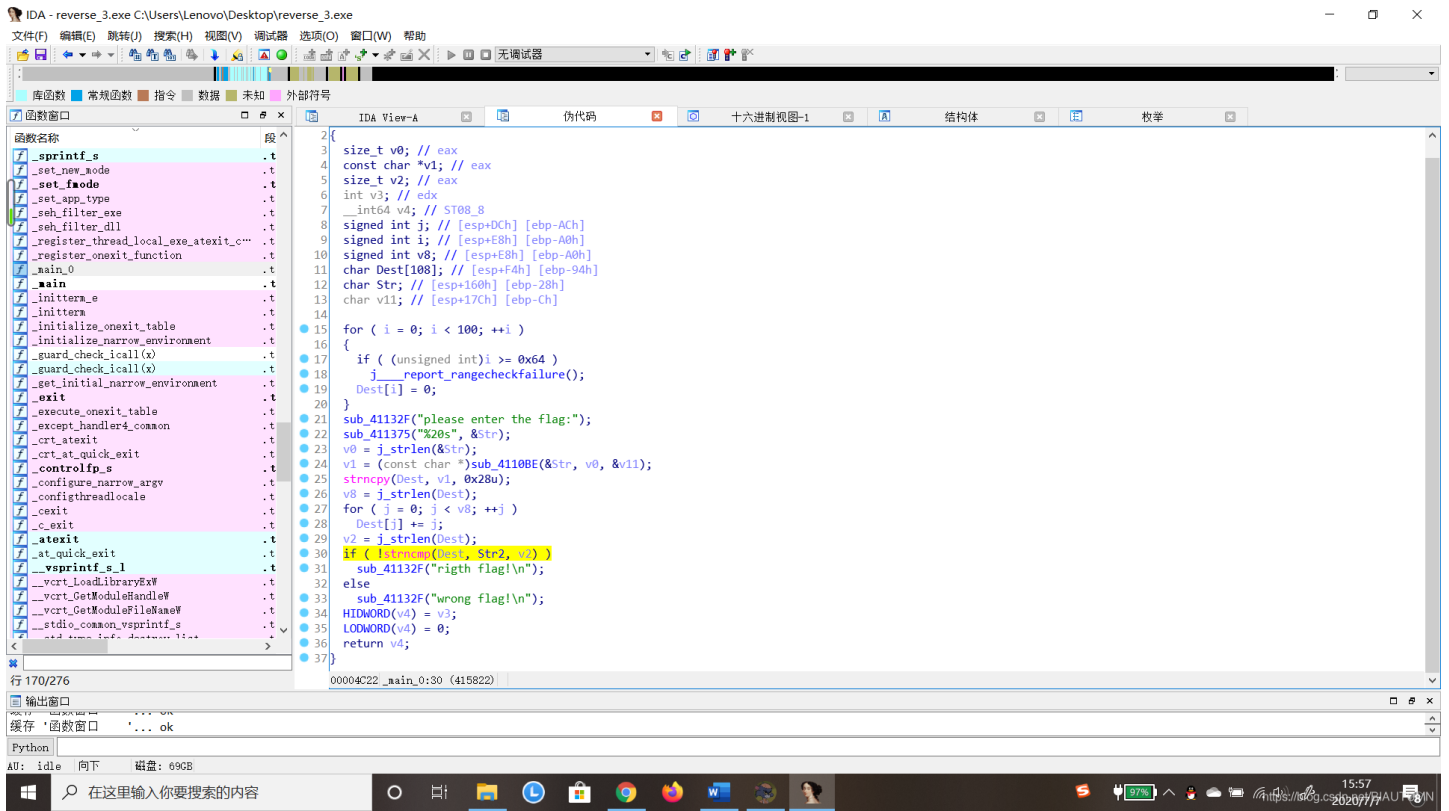 IDA - reverse_3.exe C:\Users\Lenovo\Desktop\reverse_3.exe
文件(F) 编辑(E) 跳转(J) 搜索(H) 视图(V) 调试器 选项(O) 窗口(W) 帮助
无调试器
库函数 常规函数 指令 数据 未知 外部符号
函数窗口
IDA View-A 伪代码 十六进制视图-1 结构体 枚举
函数名称 段
_sprintf_s .t
_set_new_mode .t
_set_fmode .t
_set_app_type .t
_seh_filter_exe .t
_seh_filter_dll .t
_register_thread_local_exe_atexit_c… .t
_register_onexit_function .t
_main_0 .t
_main .t
_initterm_e .t
_initterm .t
_initialize_onexit_table .t
_initialize_narrow_environment .t
_guard_check_icall(x) .t
_guard_check_icall(x) .t
_get_initial_narrow_environment .t
_exit .t
_execute_onexit_table .t
_except_handler4_common .t
_crt_atexit .t
_crt_at_quick_exit .t
_controlfp_s .t
_configure_narrow_argv .t
_configthreadlocale .t
_cexit .t
_c_exit .t
_atexit .t
_at_quick_exit .t
__vsprintf_s_l .t
__vcrt_LoadLibraryExW .t
__vcrt_GetModuleHandleW .t
__vcrt_GetModuleFileNameW .t
__stdio_common_vsprintf_s .t
__std_type_info_destroy_list .t
行 170/276
2 {
3 size_t v0; // eax
4 const char *v1; // eax
5 size_t v2; // eax
6 int v3; // edx
7 __int64 v4; // ST08_8
8 signed int j; // [esp+DCh] [ebp-ACh]
9 signed int i; // [esp+E8h] [ebp-A0h]
10 signed int v8; // [esp+E8h] [ebp-A0h]
11 char Dest[108]; // [esp+F4h] [ebp-94h]
12 char Str; // [esp+160h] [ebp-28h]
13 char v11; // [esp+17Ch] [ebp-Ch]
14
15 for ( i = 0; i < 100; ++i )
16 {
17 if ( (unsigned int)i >= 0x64 )
18 j____report_rangecheckfailure();
19 Dest[i] = 0;
20 }
21 sub_41132F("please enter the flag:");
22 sub_411375("%20s", &Str);
23 v0 = j_strlen(&Str);
24 v1 = (const char *)sub_4110BE(&Str, v0, &v11);
25 strncpy(Dest, v1, 0x28u);
26 v8 = j_strlen(Dest);
27 for ( j = 0; j < v8; ++j )
28 Dest[j] += j;
29 v2 = j_strlen(Dest);
30 if ( !strncmp(Dest, Str2, v2) )
31 sub_41132F("rigth flag!\n");
32 else
33 sub_41132F("wrong flag!\n");
34 HIDWORD(v4) = v3;
35 LODWORD(v4) = 0;
36 return v4;
37 }
00004C22 _main_0:30 (415822)
输出窗口
缓存 '函数窗口 '... ok
缓存 '函数窗口 '... ok
Python
AU: idle 向下 磁盘: 69GB
在这里输入你要搜索的内容
97%
15:57
2020/7/7
8